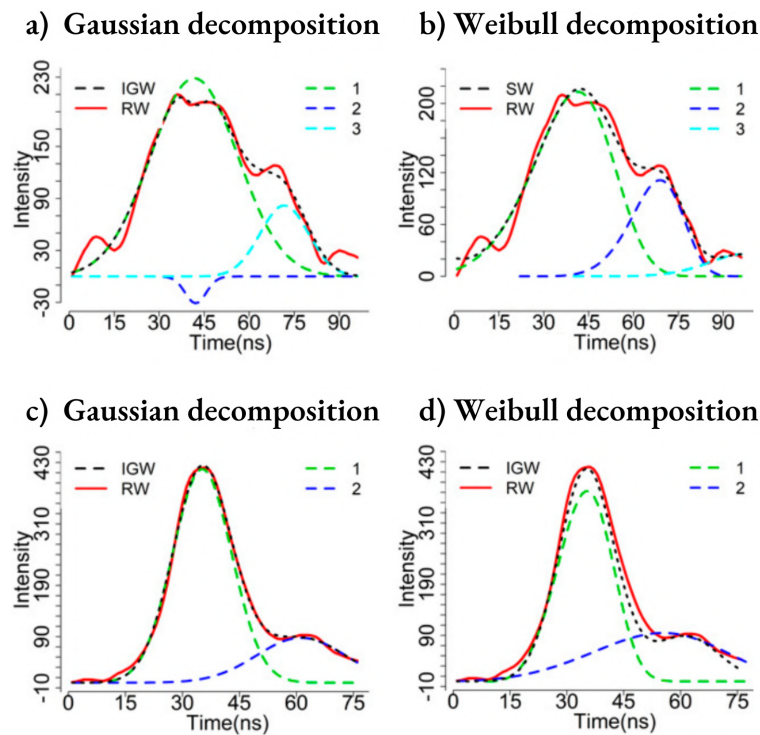 a) Gaussian decomposition
b) Weibull decomposition
IGW
RW
1
2
3
Intensity
230
150
90
30
-30
0 15 30 45 60 75 90
Time(ns)
SW
RW
1
2
3
Intensity
200
120
60
0
0 15 30 45 60 75 90
Time(ns)
c) Gaussian decomposition
d) Weibull decomposition
IGW
RW
1
2
Intensity
430
310
190
90
-10
0 15 30 45 60 75
Time(ns)
IGW
RW
1
2
Intensity
430
310
190
90
-10
0 15 30 45 60 75
Time(ns)